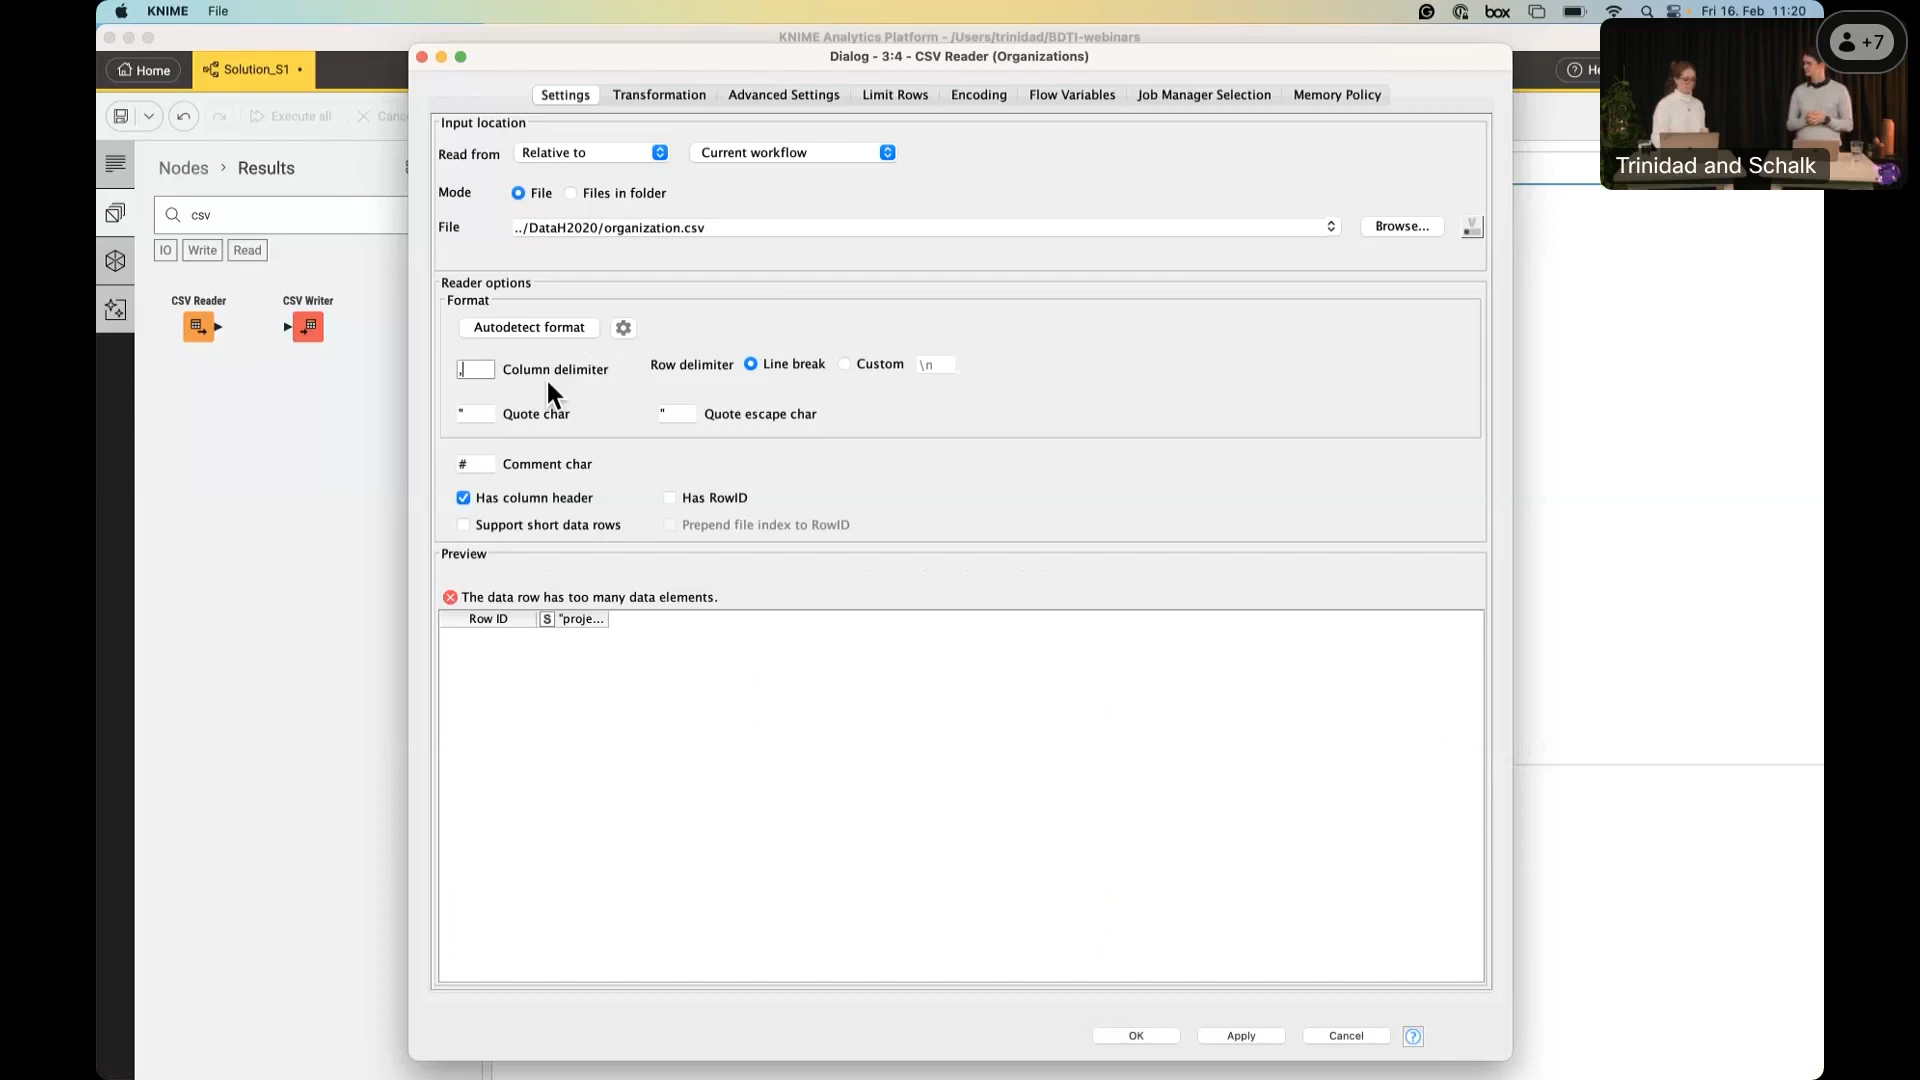 KNIME File
box Fri 16. Feb 11:20
KNIME Analytics Platform - /Users/trinidad/BDTI-webinars
+7
Home
Solution_S1
Dialog - 3:4 - CSV Reader (Organizations)
Execute all
Settings Transformation Advanced Settings Limit Rows Encoding Flow Variables Job Manager Selection Memory Policy
Trinidad and Schalk
Nodes > Results
csv
IO Write Read
CSV Reader CSV Writer
Input location
Read from Relative to Current workflow
Mode File Files in folder
File ../DataH2020/organization.csv Browse...
Reader options
Format
Autodetect format
, Column delimiter Row delimiter Line break Custom \n
" Quote char " Quote escape char
# Comment char
Has column header Has RowID
Support short data rows Prepend file index to RowID
Preview
The data row has too many data elements.
Row ID S "proje...
OK Apply Cancel ?